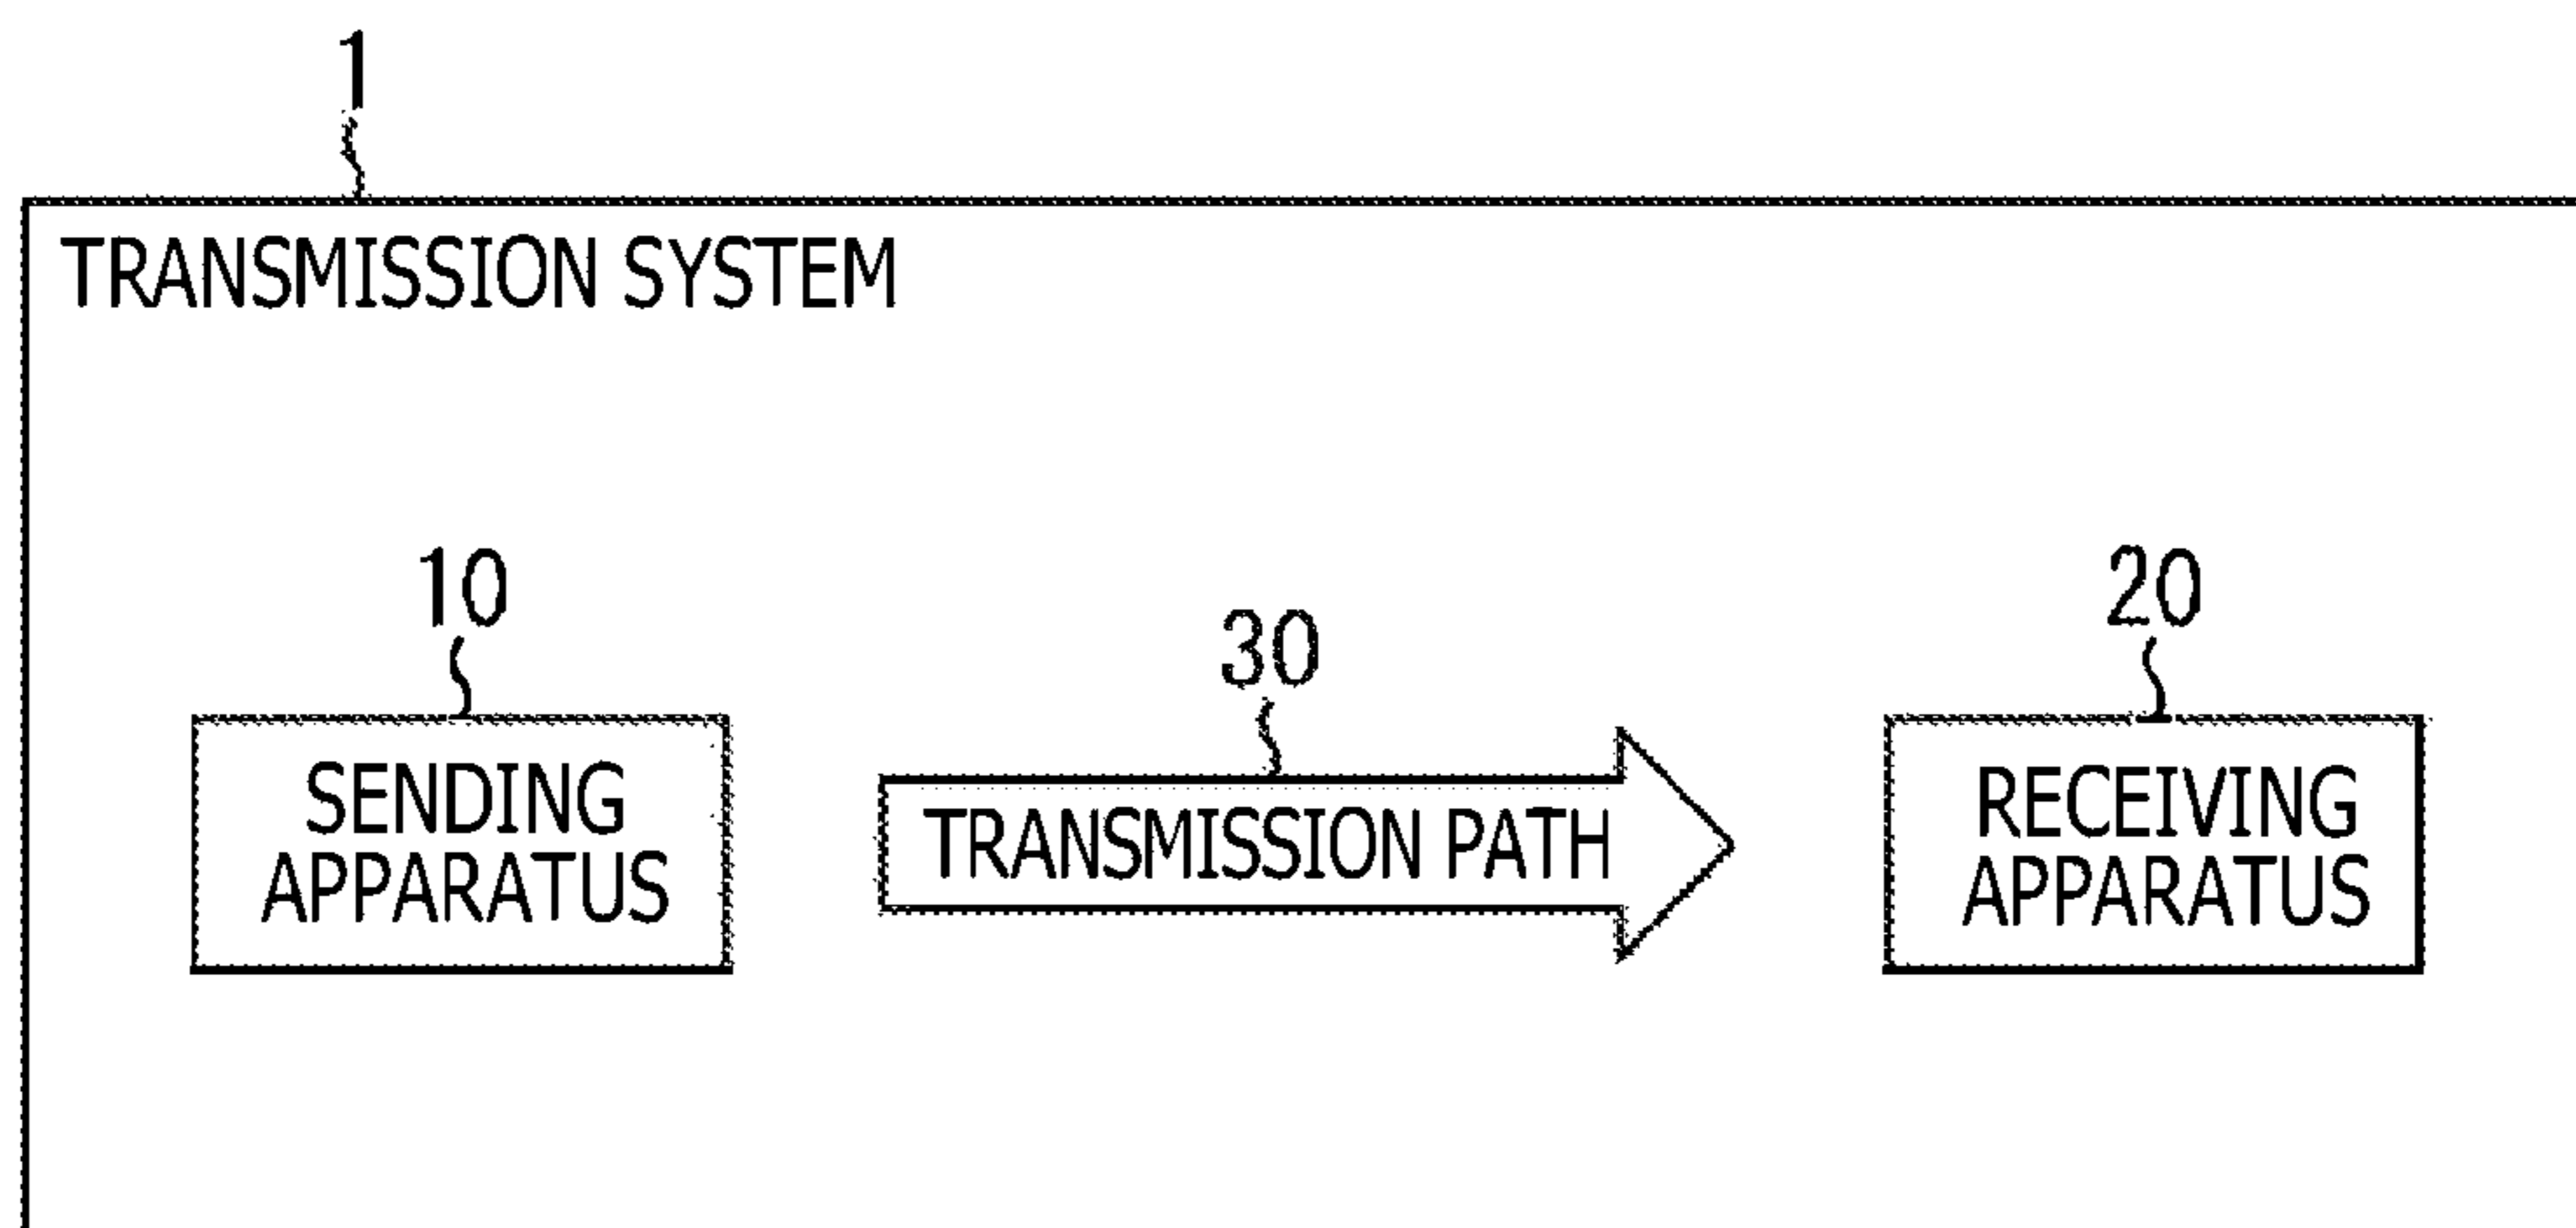 1
TRANSMISSION SYSTEM
10
30
20
SENDING
APPARATUS
TRANSMISSION PATH
RECEIVING
APPARATUS